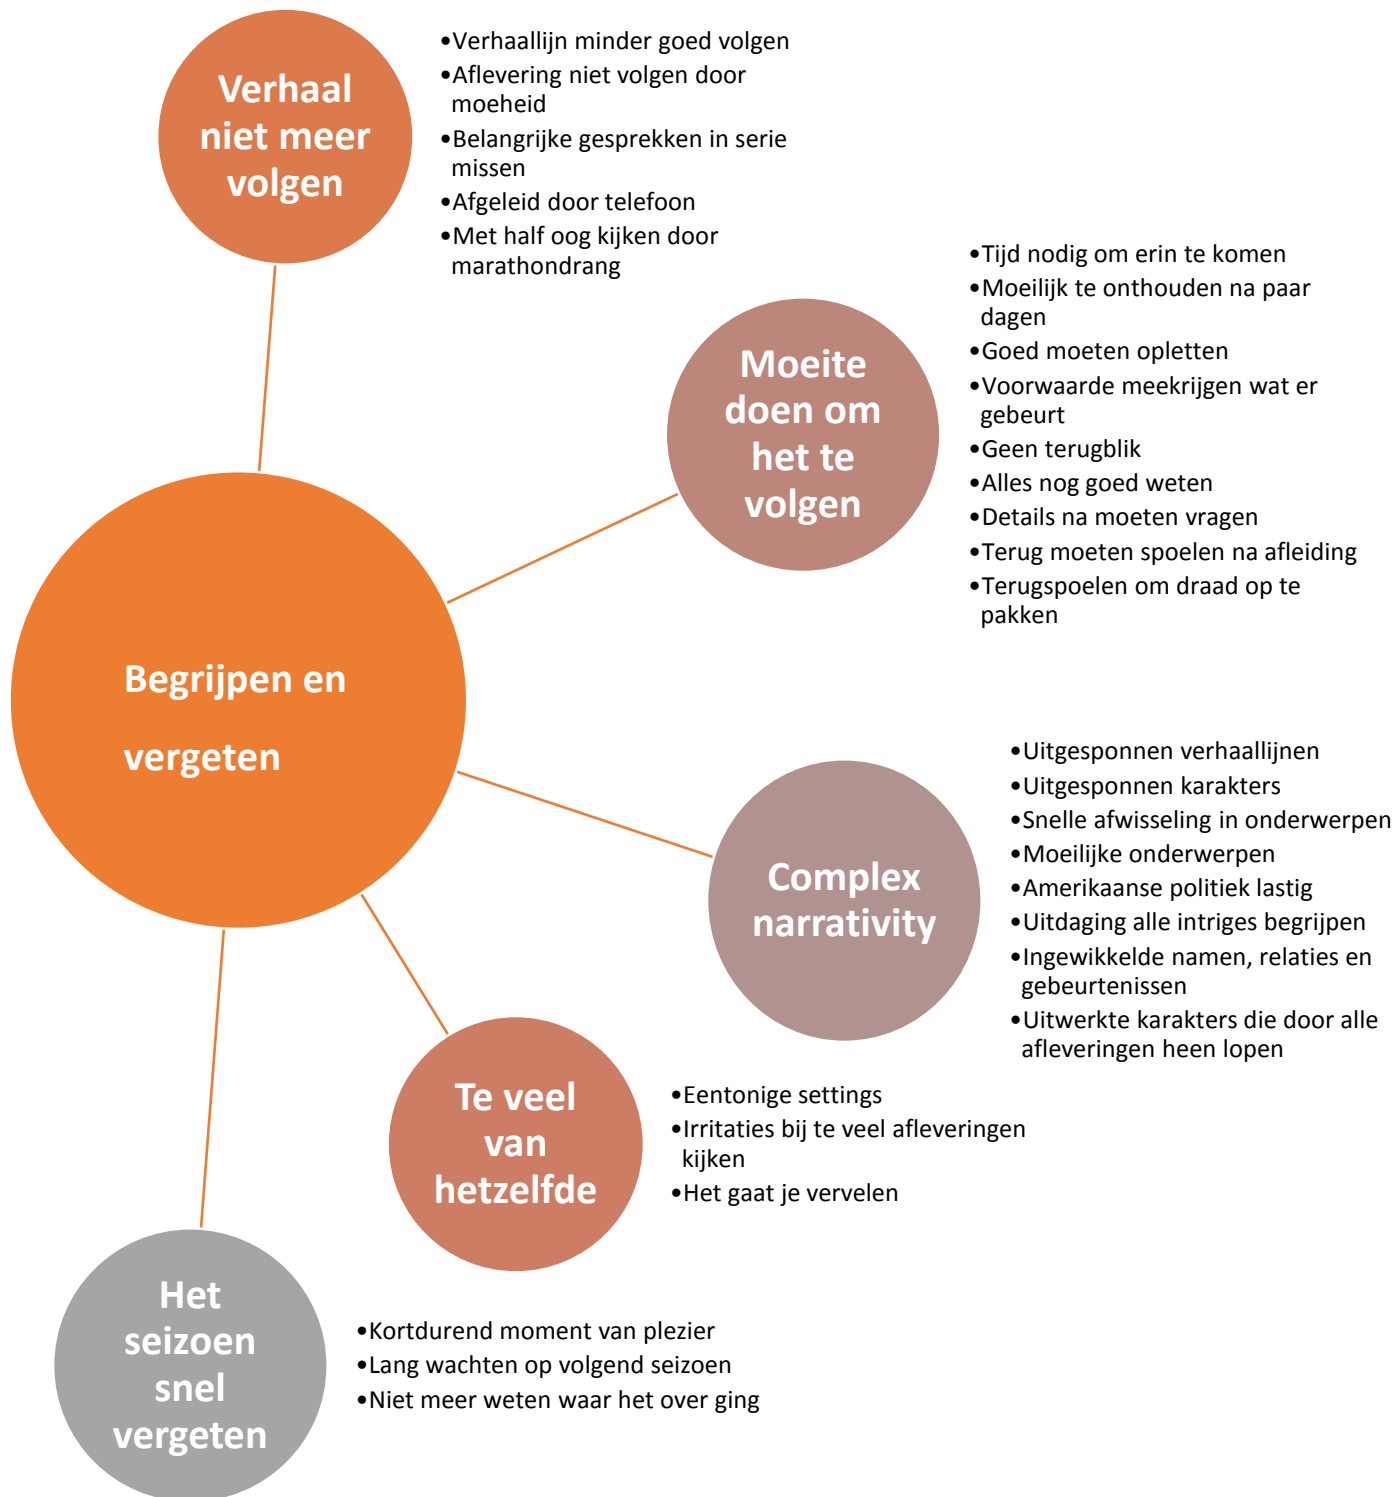 Verhaal
niet meer
volgen
•Verhaallijn minder goed volgen
•Aflevering niet volgen door
moeheid
•Belangrijke gesprekken in serie
missen
•Afgeleid door telefoon
•Met half oog kijken door
marathondrang
Moeite
doen om
het te
volgen
•Tijd nodig om erin te komen
•Moeilijk te onthouden na paar
dagen
•Goed moeten opletten
•Voorwaarde meekrijgen wat er
gebeurt
•Geen terugblik
•Alles nog goed weten
•Details na moeten vragen
•Terug moeten spoelen na afleiding
•Terugspoelen om draad op te
pakken
Begrijpen en
vergeten
Complex
narrativity
•Uitgesponnen verhaallijnen
•Uitgesponnen karakters
•Snelle afwisseling in onderwerpen
•Moeilijke onderwerpen
•Amerikaanse politiek lastig
•Uitdaging alle intriges begrijpen
•Ingewikkelde namen, relaties en
gebeurtenissen
•Uitwerkte karakters die door alle
afleveringen heen lopen
Te veel
van
hetzelfde
•Eentonige settings
•Irritaties bij te veel afleveringen
kijken
•Het gaat je vervelen
Het
seizoen
snel
vergeten
•Kortdurend moment van plezier
•Lang wachten op volgend seizoen
•Niet meer weten waar het over ging